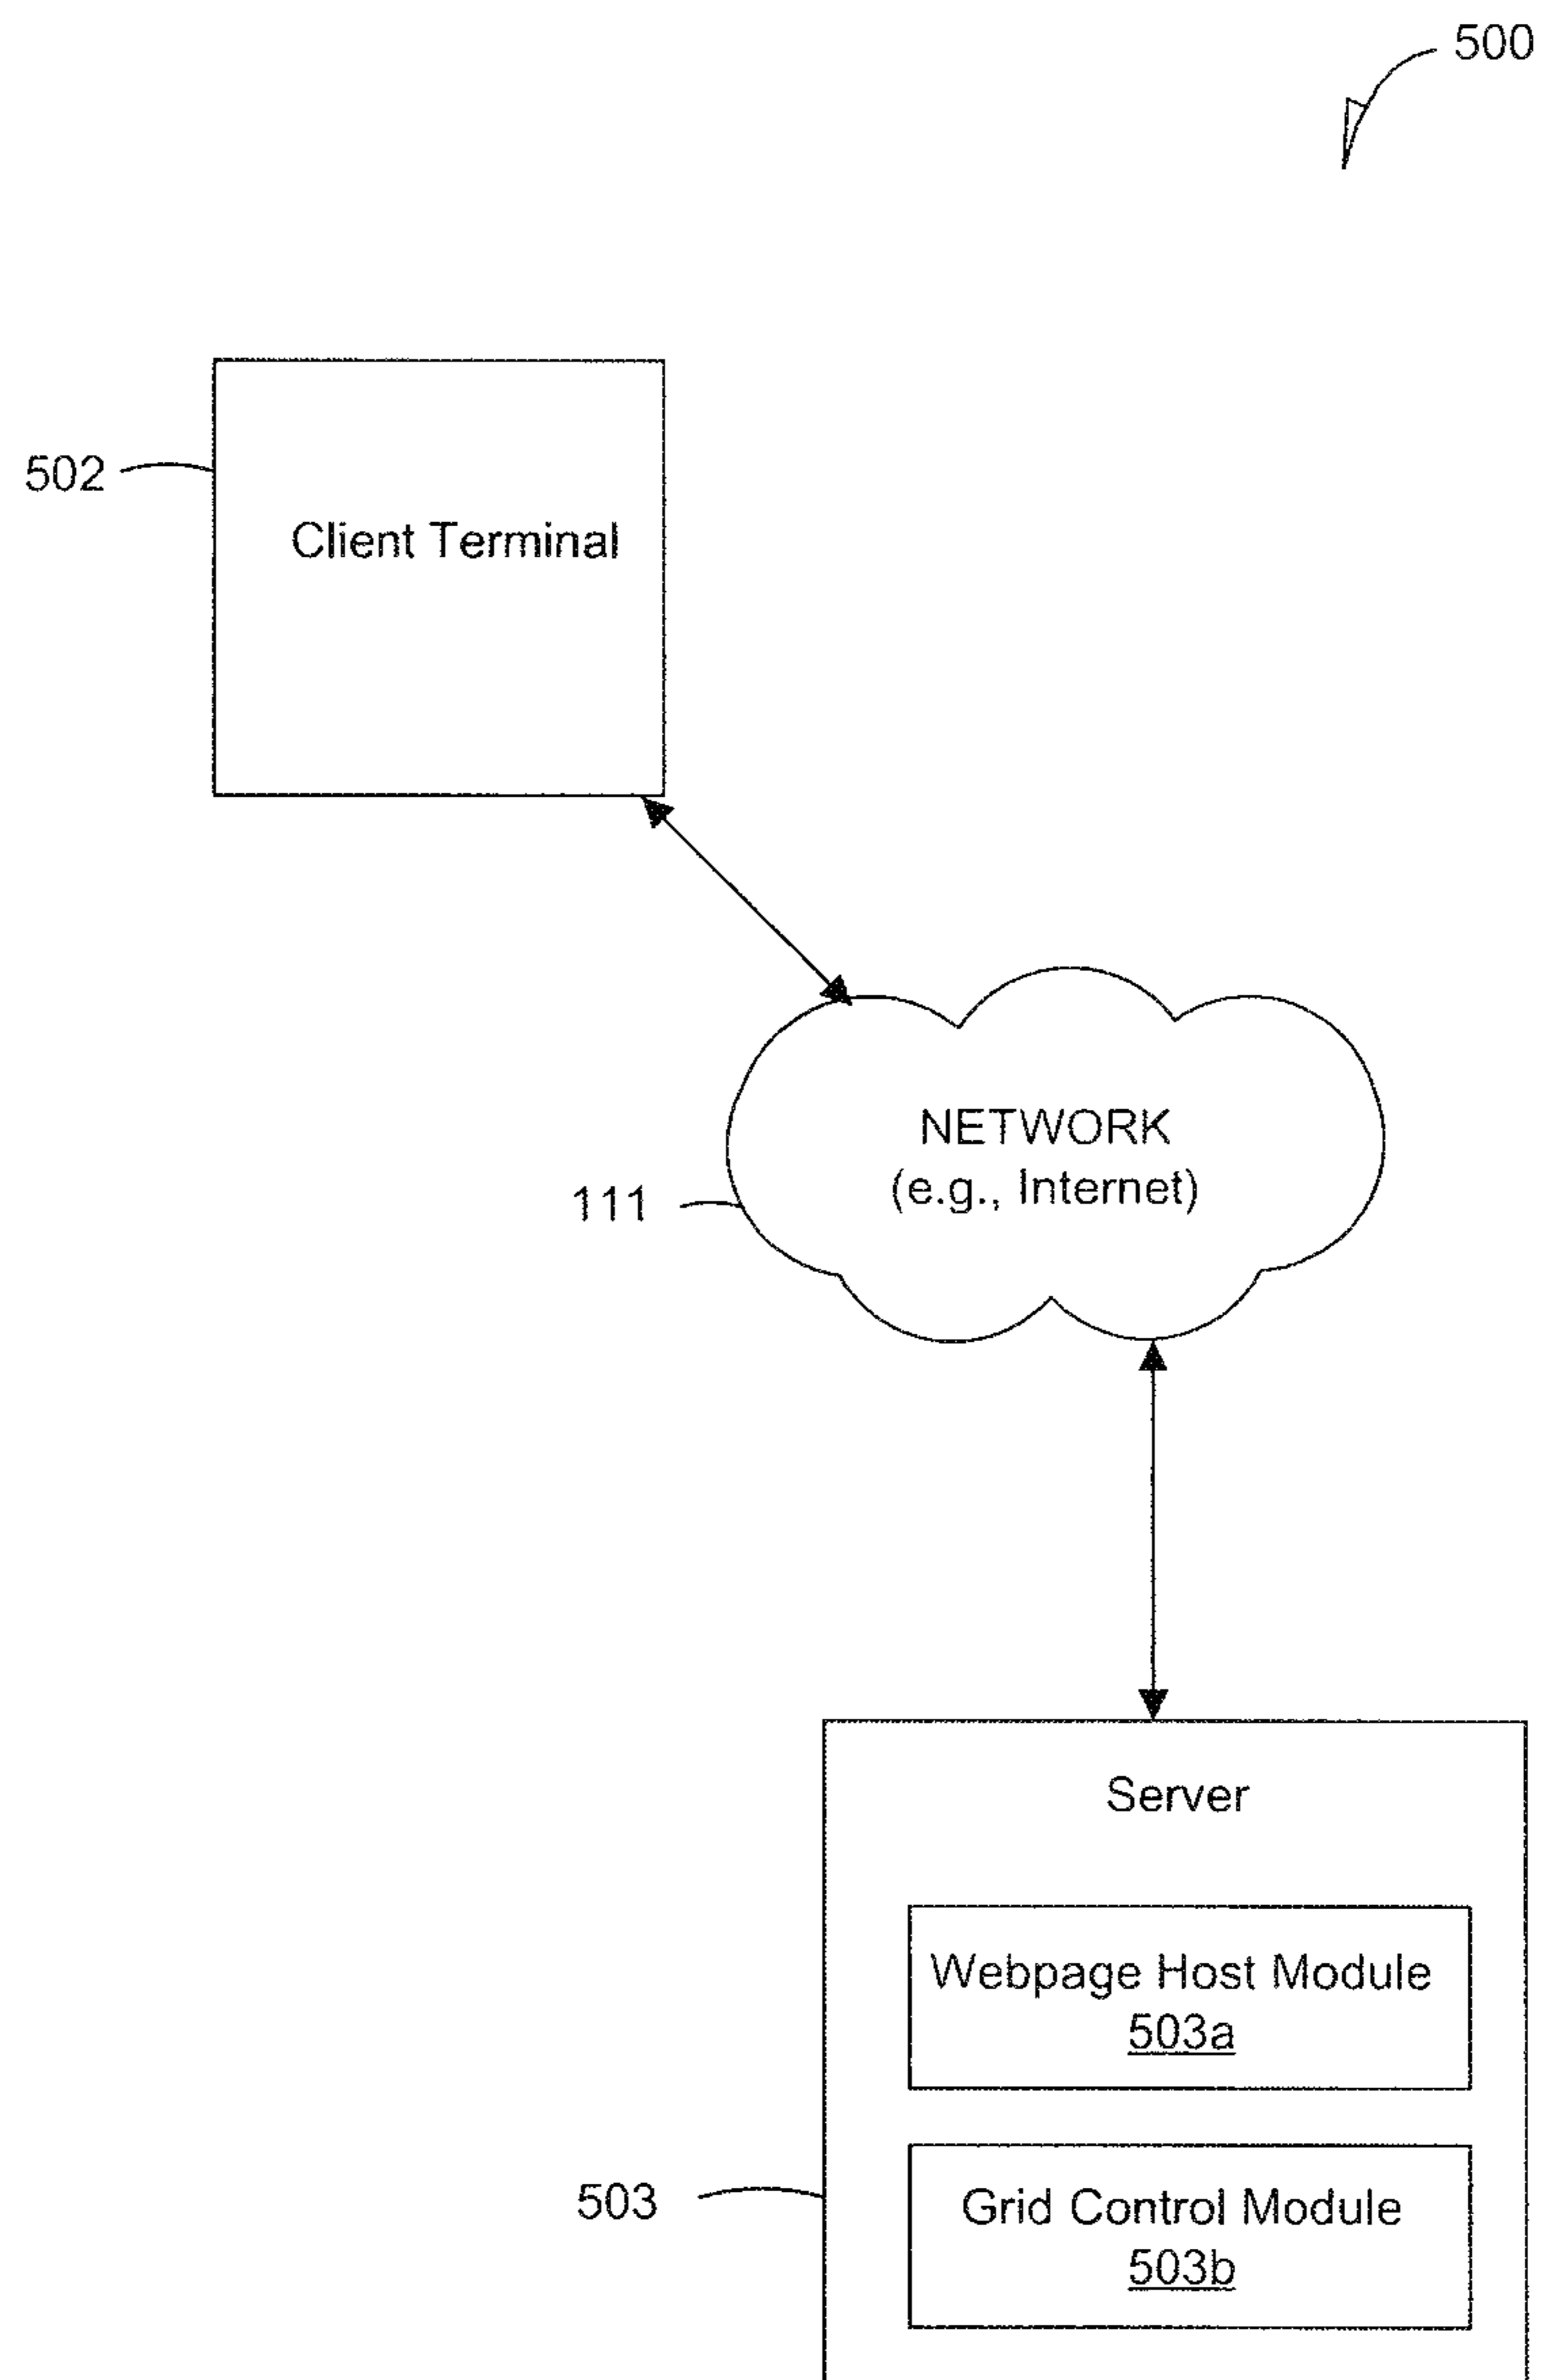 500
502
Client Terminal
NETWORK
(e.g., Internet)
111
Server
Webpage Host Module
503a
503
Grid Control Module
503b